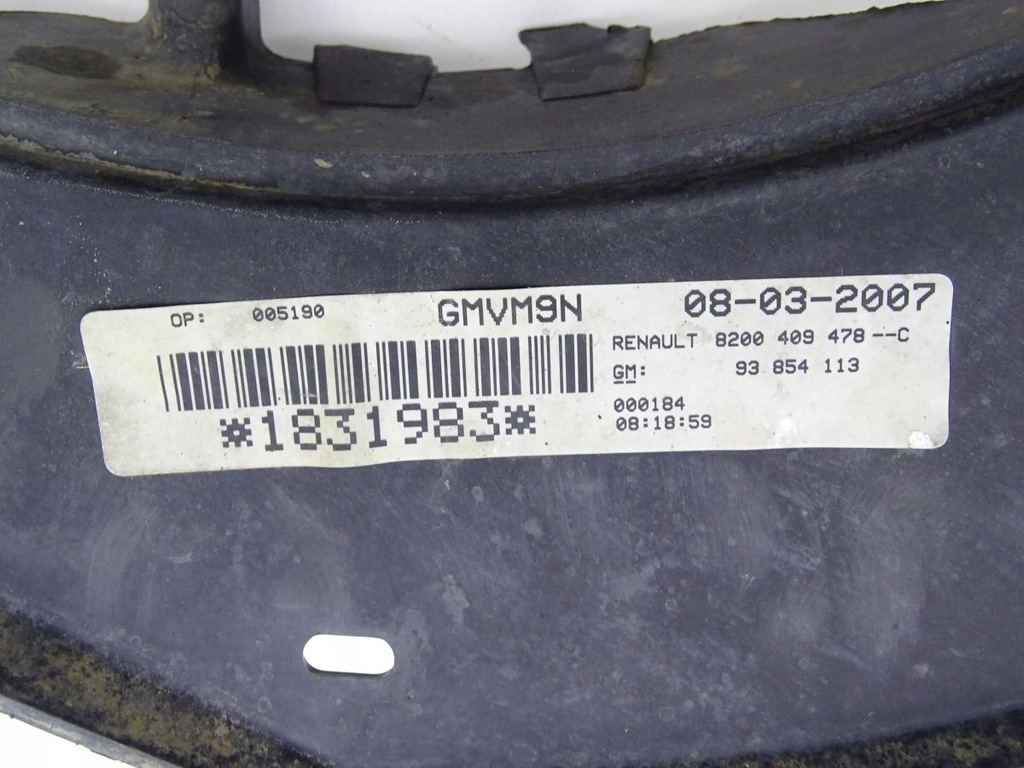 OP: 005190 GMVM9N 08-03-2007
RENAULT 8200 409 478 --C
GM: 93 854 113
*1831983*
000184
08:18:59